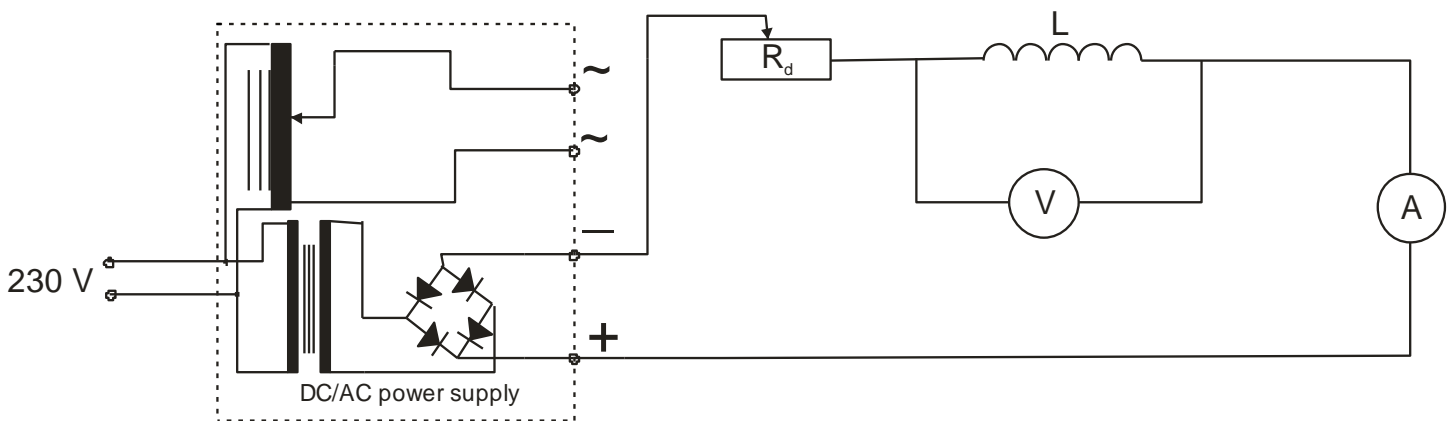 L
R_d
~
~
V
A
—
230 V
+
DC/AC power supply